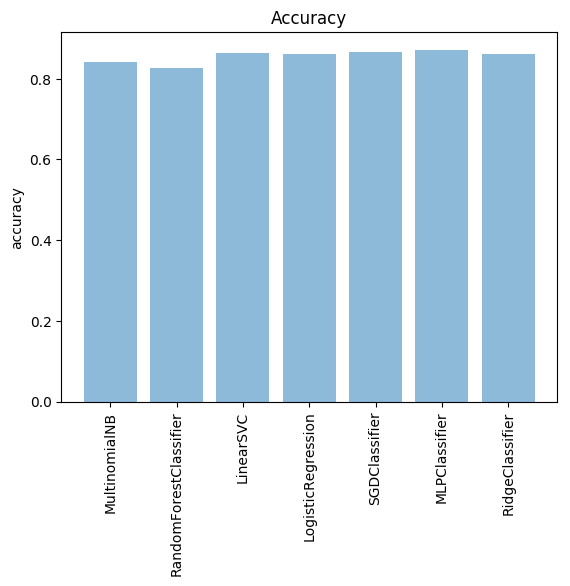 Accuracy
accuracy
0.8
0.6
0.4
0.2
0.0
MultinomialNB
RandomForestClassifier
LinearSVC
LogisticRegression
SGDClassifier
MLPClassifier
RidgeClassifier